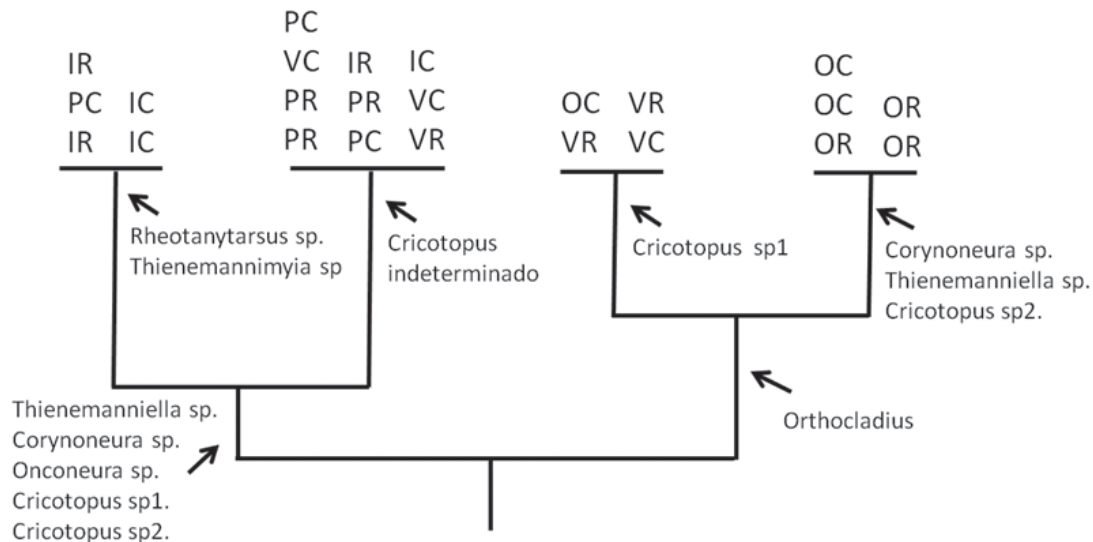 IR
PC IC
IR IC
PC
VC IR IC
PR PR VC
PR PC VR
OC VR
VR VC
OC
OC OR
OR OR
Rheotanytarsus sp.
Thienemannimyia sp
Cricotopus
indeterminado
Cricotopus sp1
Corynoneura sp.
Thienemanniella sp.
Cricotopus sp2.
Thienemanniella sp.
Corynoneura sp.
Onconeura sp.
Cricotopus sp1.
Cricotopus sp2.
Orthocladius